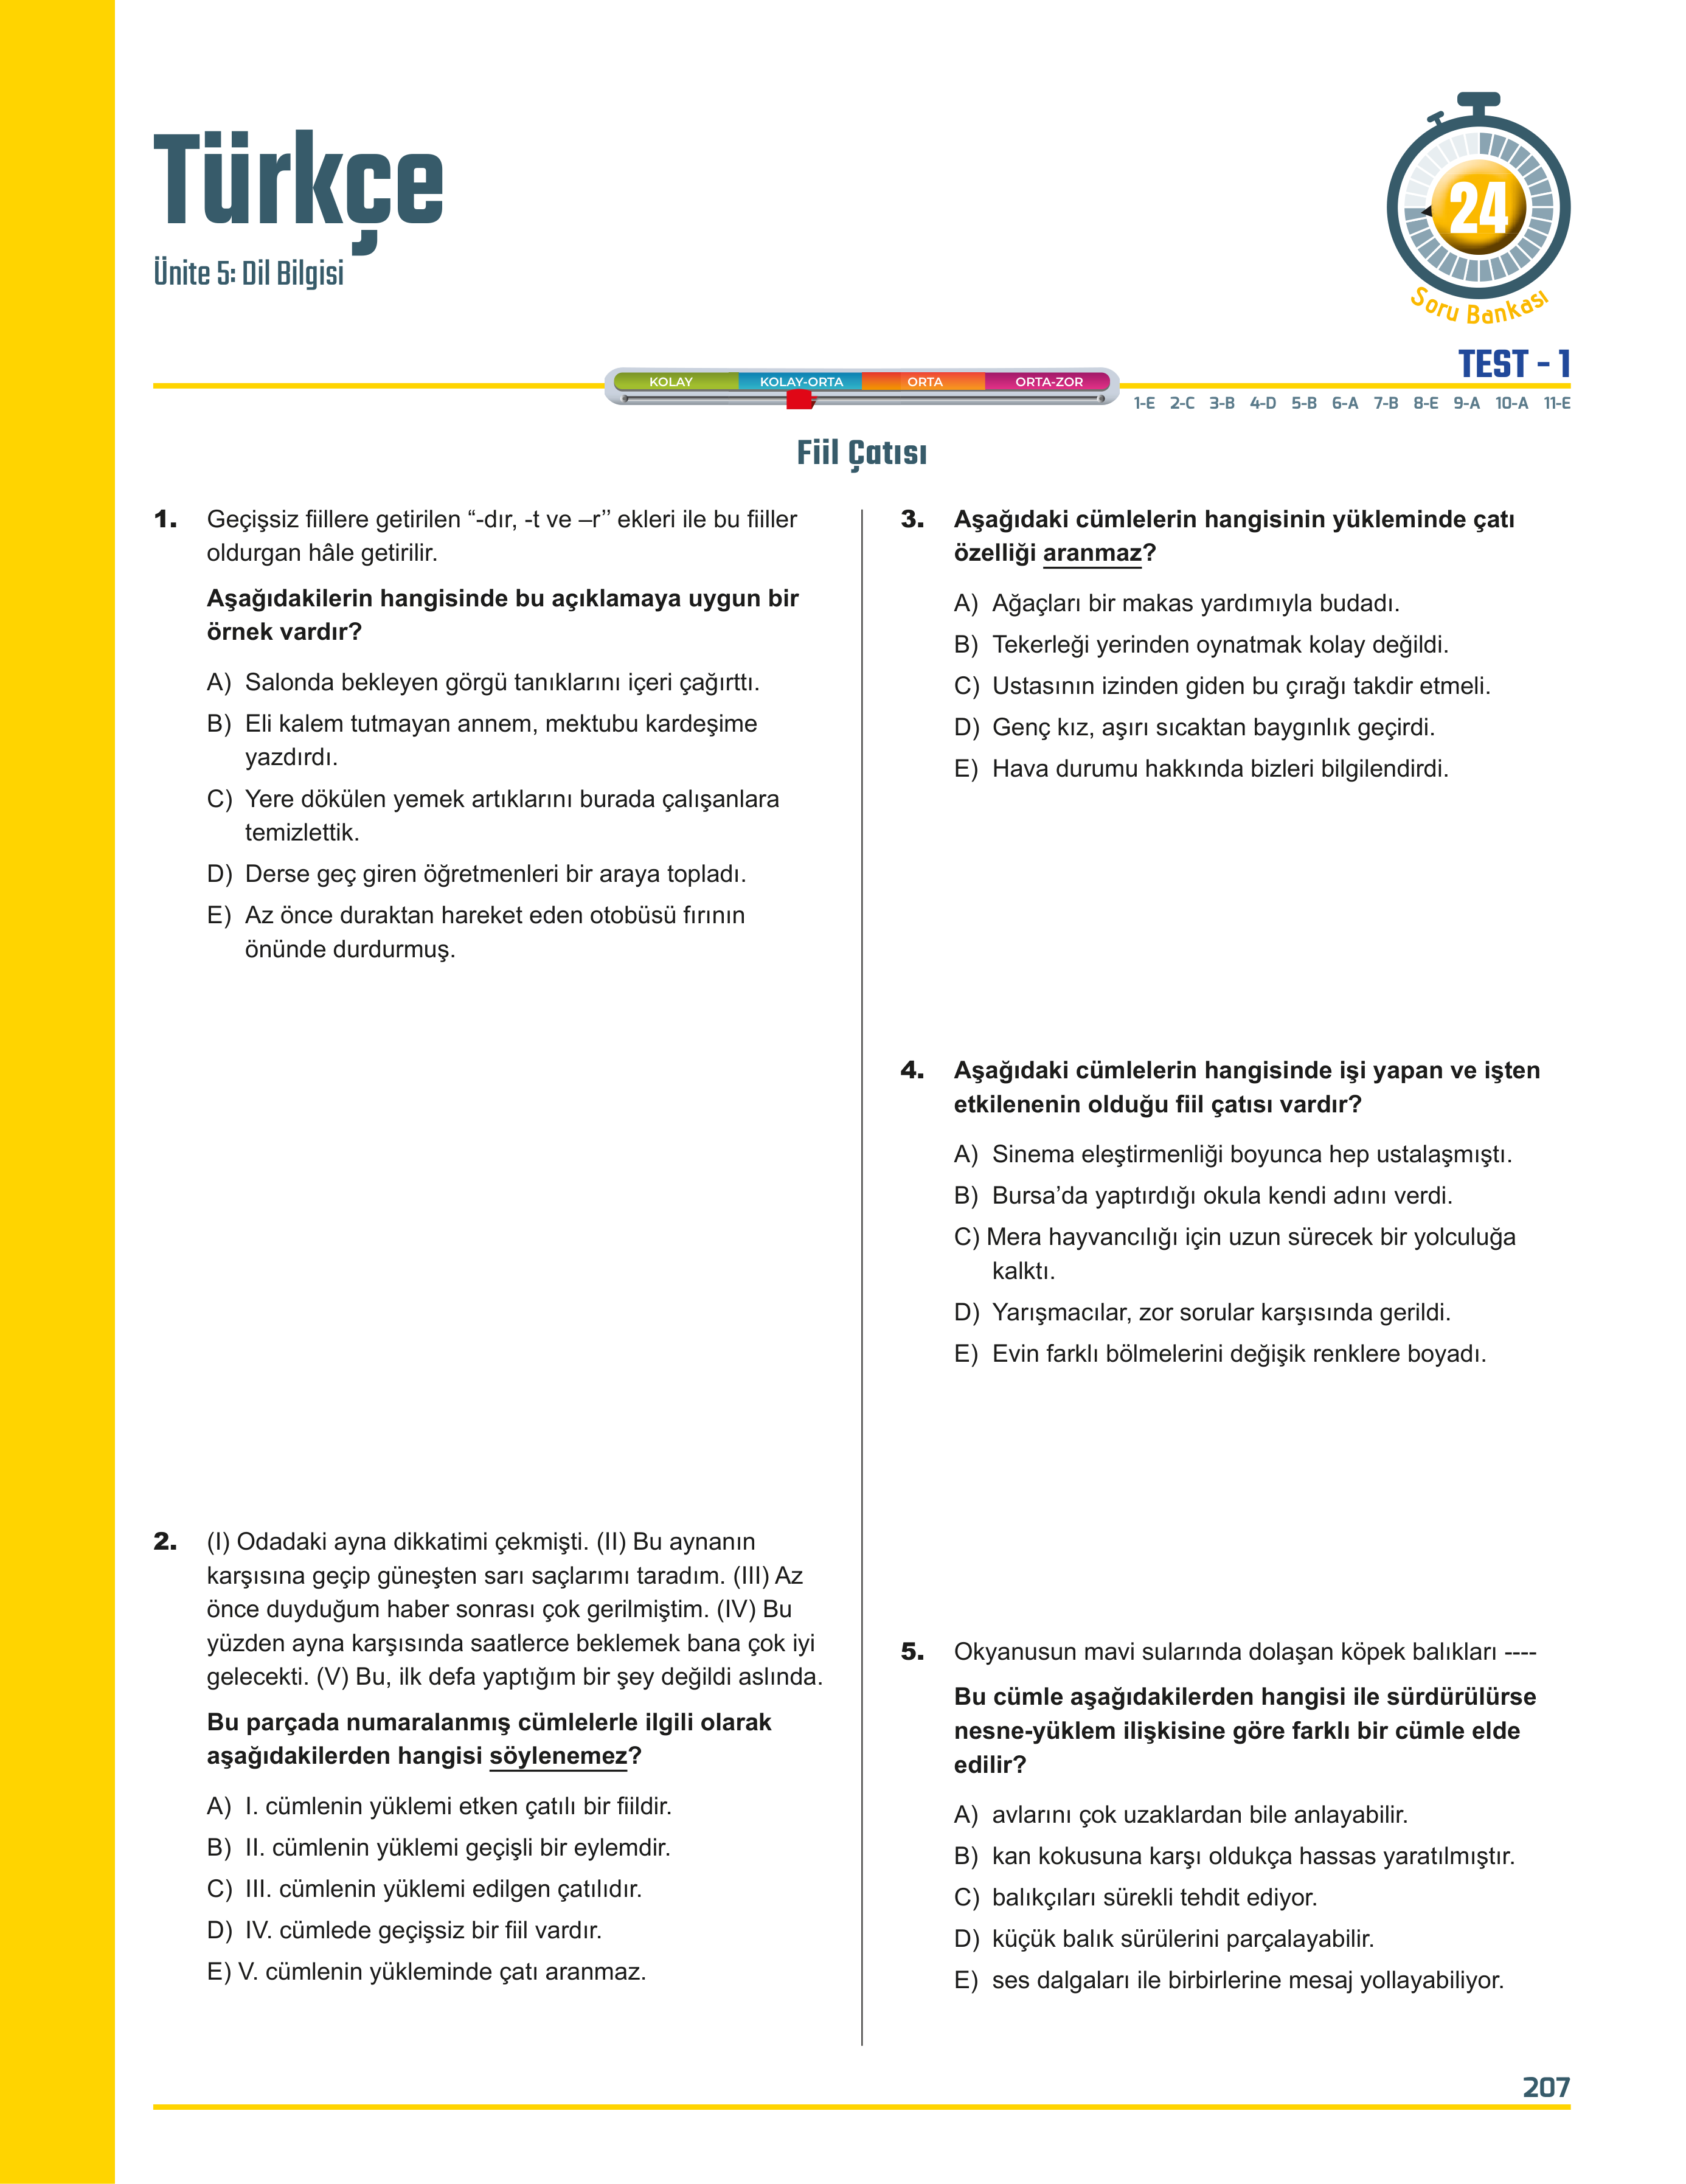 Türkçe
Ünite 5: Dil Bilgisi
24
Soru Bankası
TEST - 1
KOLAY KOLAY-ORTA ORTA ORTA-ZOR
1-E 2-C 3-B 4-D 5-B 6-A 7-B 8-E 9-A 10-A 11-E
Fiil Çatısı
1. Geçişsiz fiillere getirilen “-dır, -t ve –r’’ ekleri ile bu fiiller
oldurgan hâle getirilir.
Aşağıdakilerin hangisinde bu açıklamaya uygun bir
örnek vardır?
A) Salonda bekleyen görgü tanıklarını içeri çağırttı.
B) Eli kalem tutmayan annem, mektubu kardeşime
yazdırdı.
C) Yere dökülen yemek artıklarını burada çalışanlara
temizlettik.
D) Derse geç giren öğretmenleri bir araya topladı.
E) Az önce duraktan hareket eden otobüsü fırının
önünde durdurmuş.
2. (I) Odadaki ayna dikkatimi çekmişti. (II) Bu aynanın
karşısına geçip güneşten sarı saçlarımı taradım. (III) Az
önce duyduğum haber sonrası çok gerilmiştim. (IV) Bu
yüzden ayna karşısında saatlerce beklemek bana çok iyi
gelecekti. (V) Bu, ilk defa yaptığım bir şey değildi aslında.
Bu parçada numaralanmış cümlelerle ilgili olarak
aşağıdakilerden hangisi söylenemez?
A) I. cümlenin yüklemi etken çatılı bir fiildir.
B) II. cümlenin yüklemi geçişli bir eylemdir.
C) III. cümlenin yüklemi edilgen çatılıdır.
D) IV. cümlede geçişsiz bir fiil vardır.
E) V. cümlenin yükleminde çatı aranmaz.
3. Aşağıdaki cümlelerin hangisinin yükleminde çatı
özelliği aranmaz?
A) Ağaçları bir makas yardımıyla budadı.
B) Tekerleği yerinden oynatmak kolay değildi.
C) Ustasının izinden giden bu çırağı takdir etmeli.
D) Genç kız, aşırı sıcaktan baygınlık geçirdi.
E) Hava durumu hakkında bizleri bilgilendirdi.
4. Aşağıdaki cümlelerin hangisinde işi yapan ve işten
etkilenenin olduğu fiil çatısı vardır?
A) Sinema eleştirmenliği boyunca hep ustalaşmıştı.
B) Bursa’da yaptırdığı okula kendi adını verdi.
C) Mera hayvancılığı için uzun sürecek bir yolculuğa
kalktı.
D) Yarışmacılar, zor sorular karşısında gerildi.
E) Evin farklı bölmelerini değişik renklere boyadı.
5. Okyanusun mavi sularında dolaşan köpek balıkları ----
Bu cümle aşağıdakilerden hangisi ile sürdürülürse
nesne-yüklem ilişkisine göre farklı bir cümle elde
edilir?
A) avlarını çok uzaklardan bile anlayabilir.
B) kan kokusuna karşı oldukça hassas yaratılmıştır.
C) balıkçıları sürekli tehdit ediyor.
D) küçük balık sürülerini parçalayabilir.
E) ses dalgaları ile birbirlerine mesaj yollayabiliyor.
207